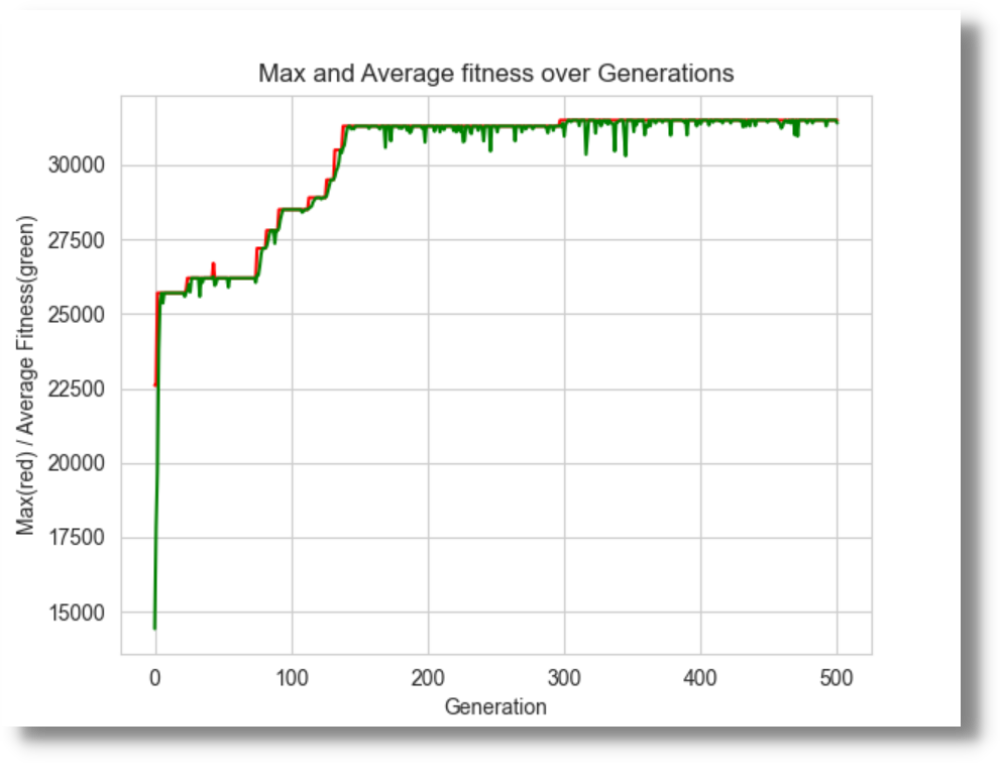 Max and Average fitness over Generations
Max(red) / Average Fitness(green)
30000
27500
25000
22500
20000
17500
15000
0 100 200 300 400 500
Generation